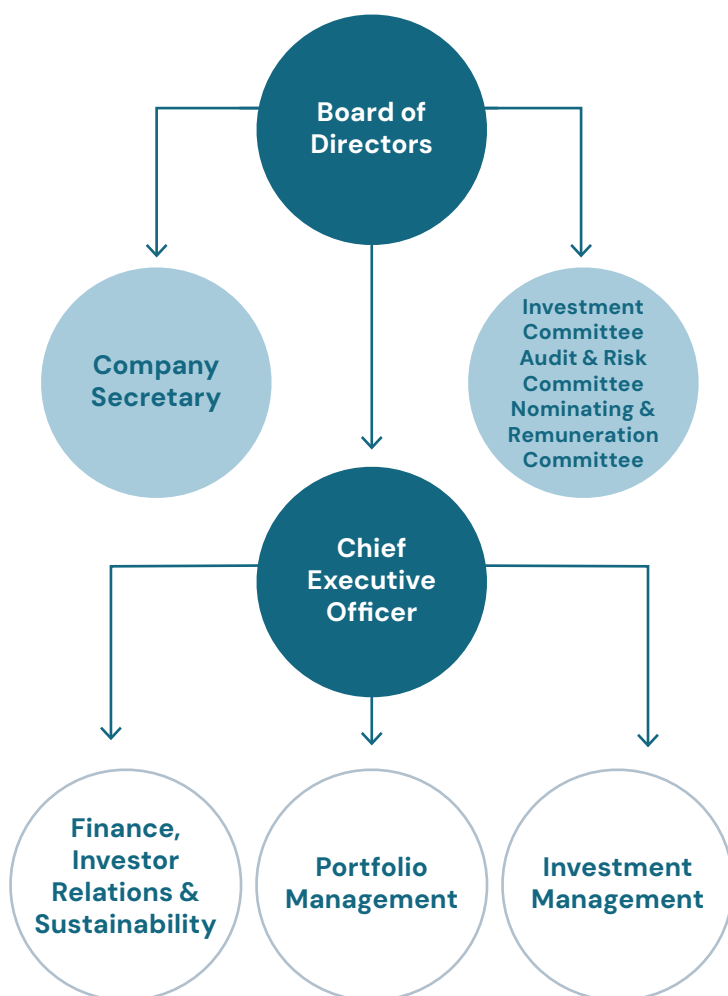 Board of
Directors
Company
Secretary
Investment
Committee
Audit & Risk
Committee
Nominating &
Remuneration
Committee
Chief
Executive
Officer
Finance,
Investor
Relations &
Sustainability
Portfolio
Management
Investment
Management